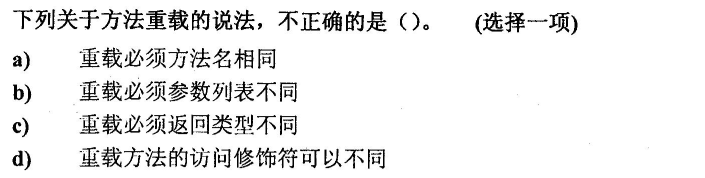 下列关于方法重载的说法，不正确的是（）。 (选择一项)
a) 重载必须方法名相同
b) 重载必须参数列表不同
c) 重载必须返回类型不同
d) 重载方法的访问修饰符可以不同